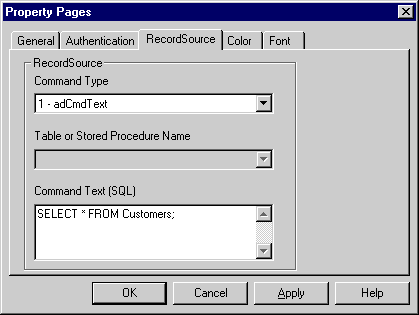 Property Pages
General Authentication RecordSource Color Font
RecordSource
Command Type
1 - adCmdText
Table or Stored Procedure Name
Command Text (SQL)
SELECT * FROM Customers;
OK Cancel Apply Help